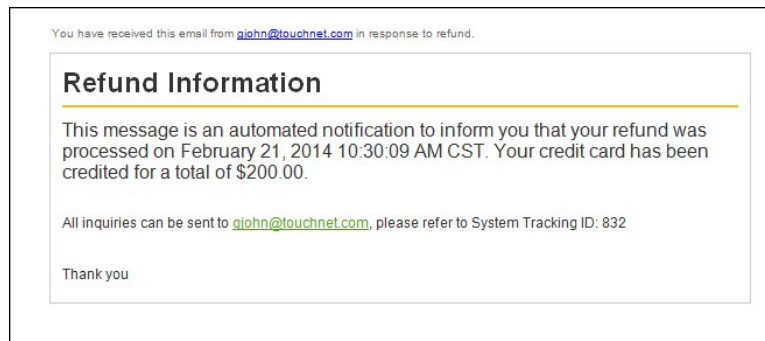 You have received this email from gjohn@touchnet.com in response to refund.
Refund Information
This message is an automated notification to inform you that your refund was
processed on February 21, 2014 10:30:09 AM CST. Your credit card has been
credited for a total of $200.00.
All inquiries can be sent to gjohn@touchnet.com, please refer to System Tracking ID: 832
Thank you